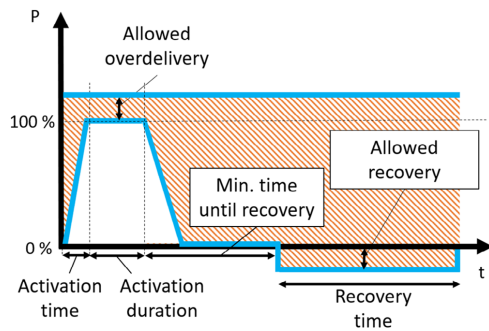 P
Allowed
overdelivery
100 %
Allowed
recovery
Min. time
until recovery
0 %
t
Activation
time
Activation
duration
Recovery
time